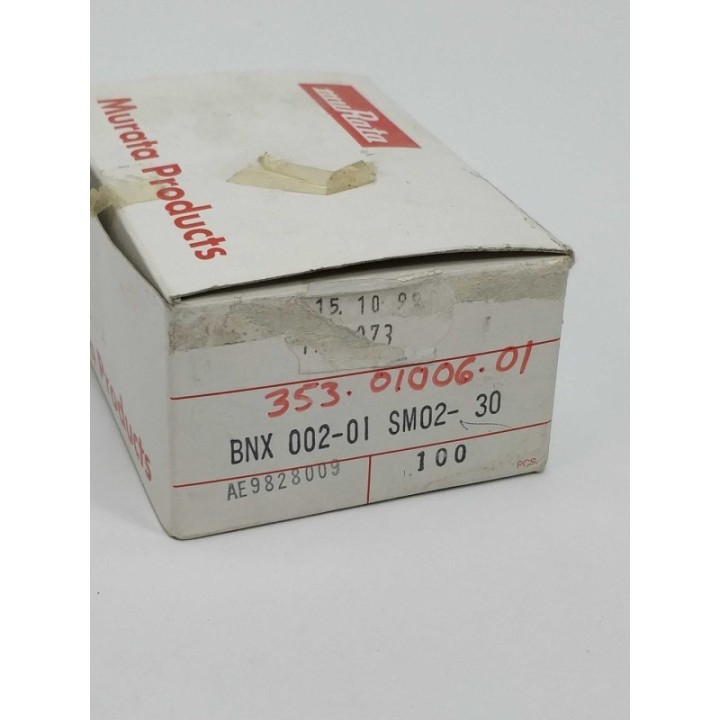 muRata
Murata Products
15. 10 98
073
353.01006.01
BNX 002-01 SM02- 30
AE9828009
100
PCS.
Products